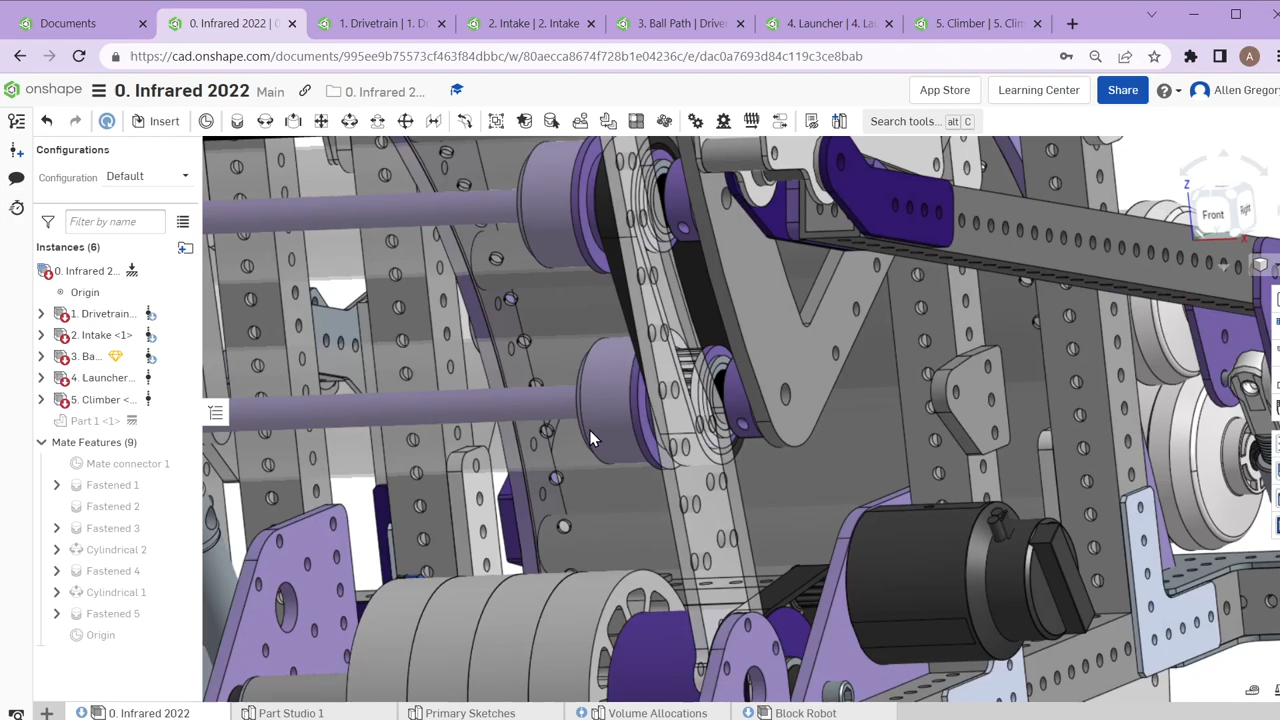 Documents
0. Infrared 2022 |
1. Drivetrain | 1. D
2. Intake | 2. Intake
3. Ball Path | Driver
4. Launcher | 4. Lau
5. Climber | 5. Clim
https://cad.onshape.com/documents/995ee9b75573cf463f84dbbc/w/80aecca8674f728b1e04236c/e/dac0a7693d84c119c3ce8bab
A
onshape
0. Infrared 2022
Main
0. Infrared 2...
App Store
Learning Center
Share
Allen Gregory
Insert
Search tools...
alt
C
Configurations
Configuration
Default
Filter by name
Instances (6)
0. Infrared 2...
Origin
1. Drivetrain...
2. Intake <1>
3. Ba...
4. Launcher...
5. Climber <...
Part 1 <1>
Mate Features (9)
Mate connector 1
Fastened 1
Fastened 2
Fastened 3
Cylindrical 2
Fastened 4
Cylindrical 1
Fastened 5
Origin
Z
Front
Right
X
0. Infrared 2022
Part Studio 1
Primary Sketches
Volume Allocations
Block Robot